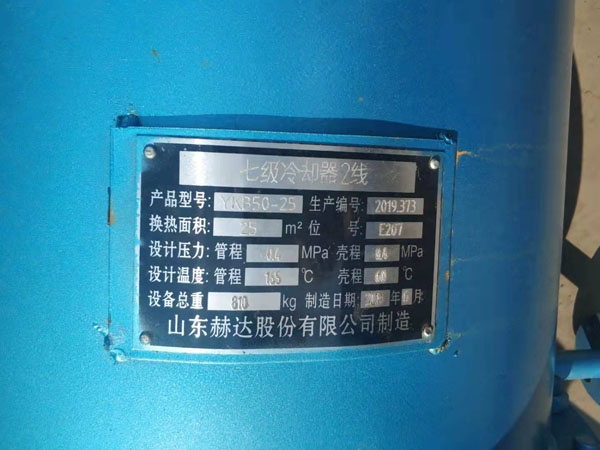 七级冷却器2线
产品型号: YKB50-25 生产编号: 2019.373
换热面积: 25 m² 位 号: E207
设计压力: 管程 0.4 MPa 壳程 0.4 MPa
设计温度: 管程 165 ℃ 壳程 ℃
设备总重 810 kg 制造日期: 年 月
山东赫达股份有限公司制造